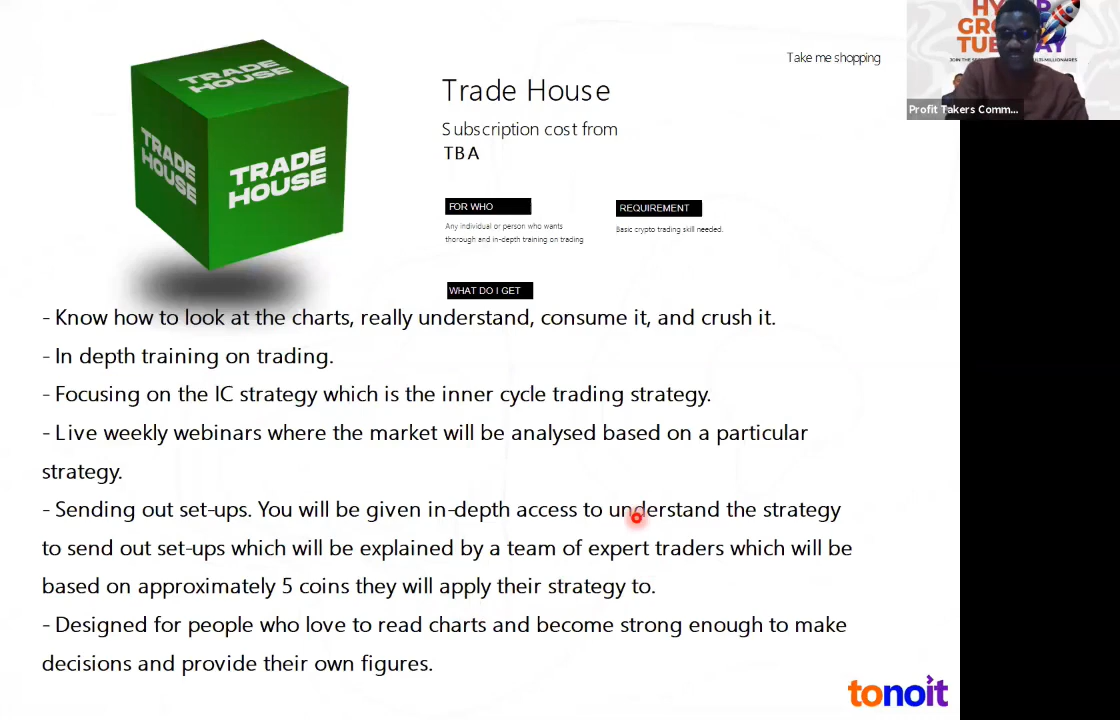 Take me shopping
TRADE
HOUSE
TRADE
HOUSE
TRADE
HOUSE
Trade House
Subscription cost from
TBA
FOR WHO
Any individual or person who wants
thorough and in-depth training on trading
REQUIREMENT
Basic crypto trading skill needed.
WHAT DO I GET
- Know how to look at the charts, really understand, consume it, and crush it.
- In depth training on trading.
- Focusing on the IC strategy which is the inner cycle trading strategy.
- Live weekly webinars where the market will be analysed based on a particular
strategy.
- Sending out set-ups. You will be given in-depth access to understand the strategy
to send out set-ups which will be explained by a team of expert traders which will be
based on approximately 5 coins they will apply their strategy to.
- Designed for people who love to read charts and become strong enough to make
decisions and provide their own figures.
tonoit
Profit Takers Comm...